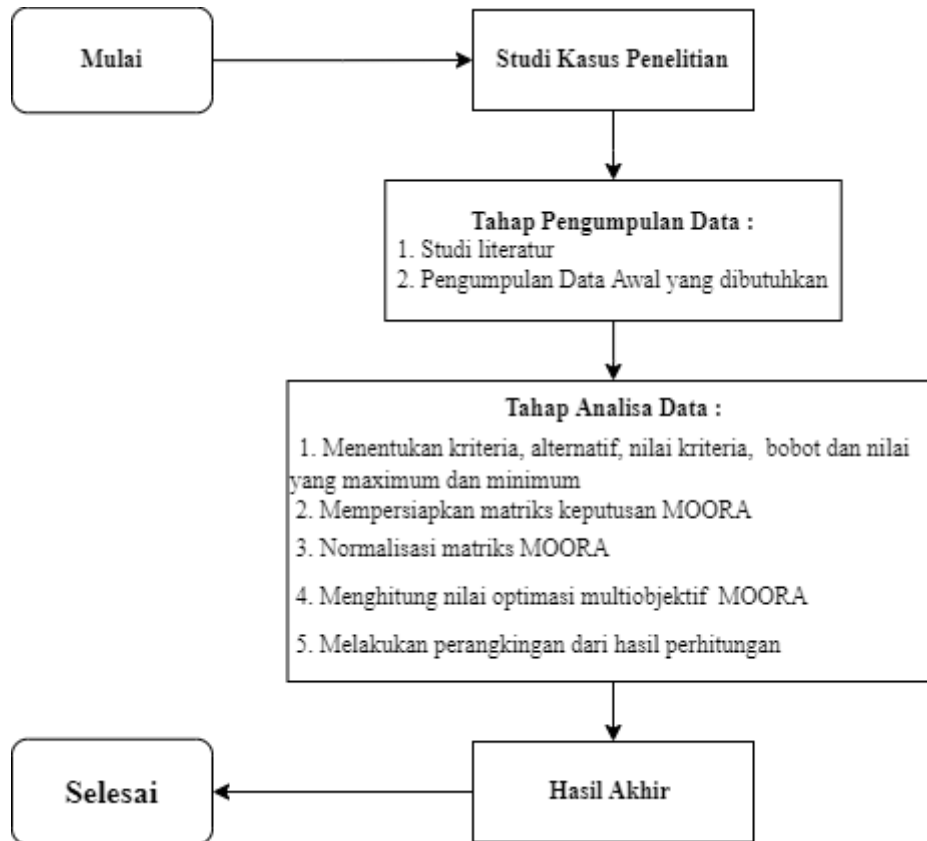 Mulai
Studi Kasus Penelitian
Tahap Pengumpulan Data :
1. Studi literatur
2. Pengumpulan Data Awal yang dibutuhkan
Tahap Analisa Data :
1. Menentukan kriteria, alternatif, nilai kriteria, bobot dan nilai
yang maximum dan minimum
2. Mempersiapkan matriks keputusan MOORA
3. Normalisasi matriks MOORA
4. Menghitung nilai optimasi multiobjektif MOORA
5. Melakukan perangkingan dari hasil perhitungan
Selesai
Hasil Akhir